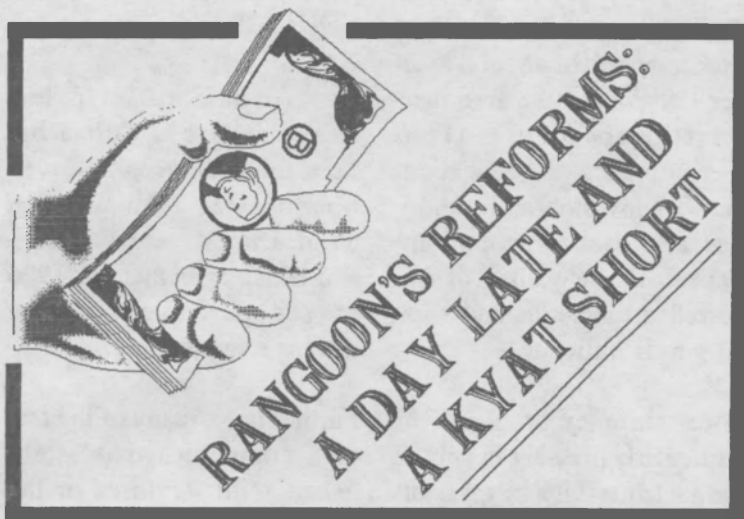 Ⓑ
RANGOON'S REFORMS:
A DAY LATE AND
A KYAT SHORT